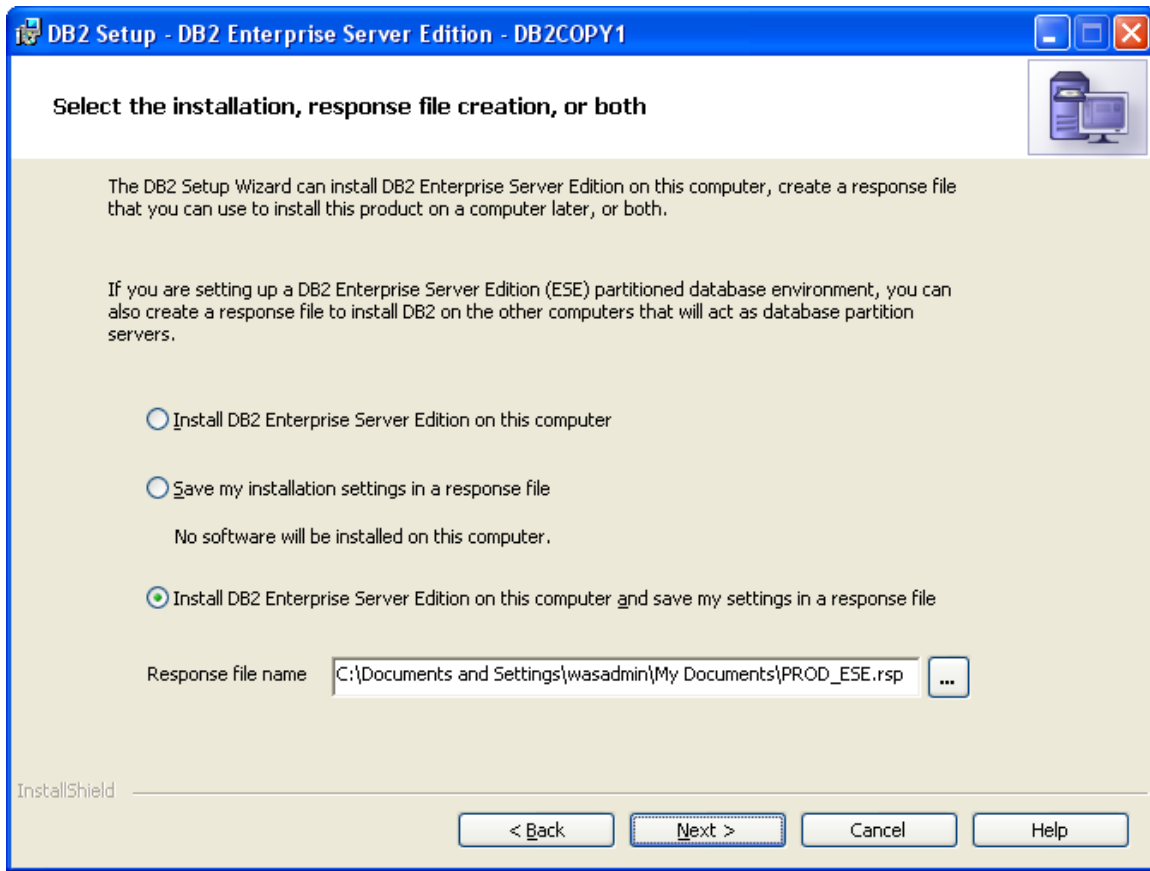 DB2 Setup - DB2 Enterprise Server Edition - DB2COPY1
Select the installation, response file creation, or both
The DB2 Setup Wizard can install DB2 Enterprise Server Edition on this computer, create a response file
that you can use to install this product on a computer later, or both.
If you are setting up a DB2 Enterprise Server Edition (ESE) partitioned database environment, you can
also create a response file to install DB2 on the other computers that will act as database partition
servers.
Install DB2 Enterprise Server Edition on this computer
Save my installation settings in a response file
No software will be installed on this computer.
Install DB2 Enterprise Server Edition on this computer and save my settings in a response file
Response file name C:\Documents and Settings\wasadmin\My Documents\PROD_ESE.rsp ...
InstallShield
< Back Next > Cancel Help